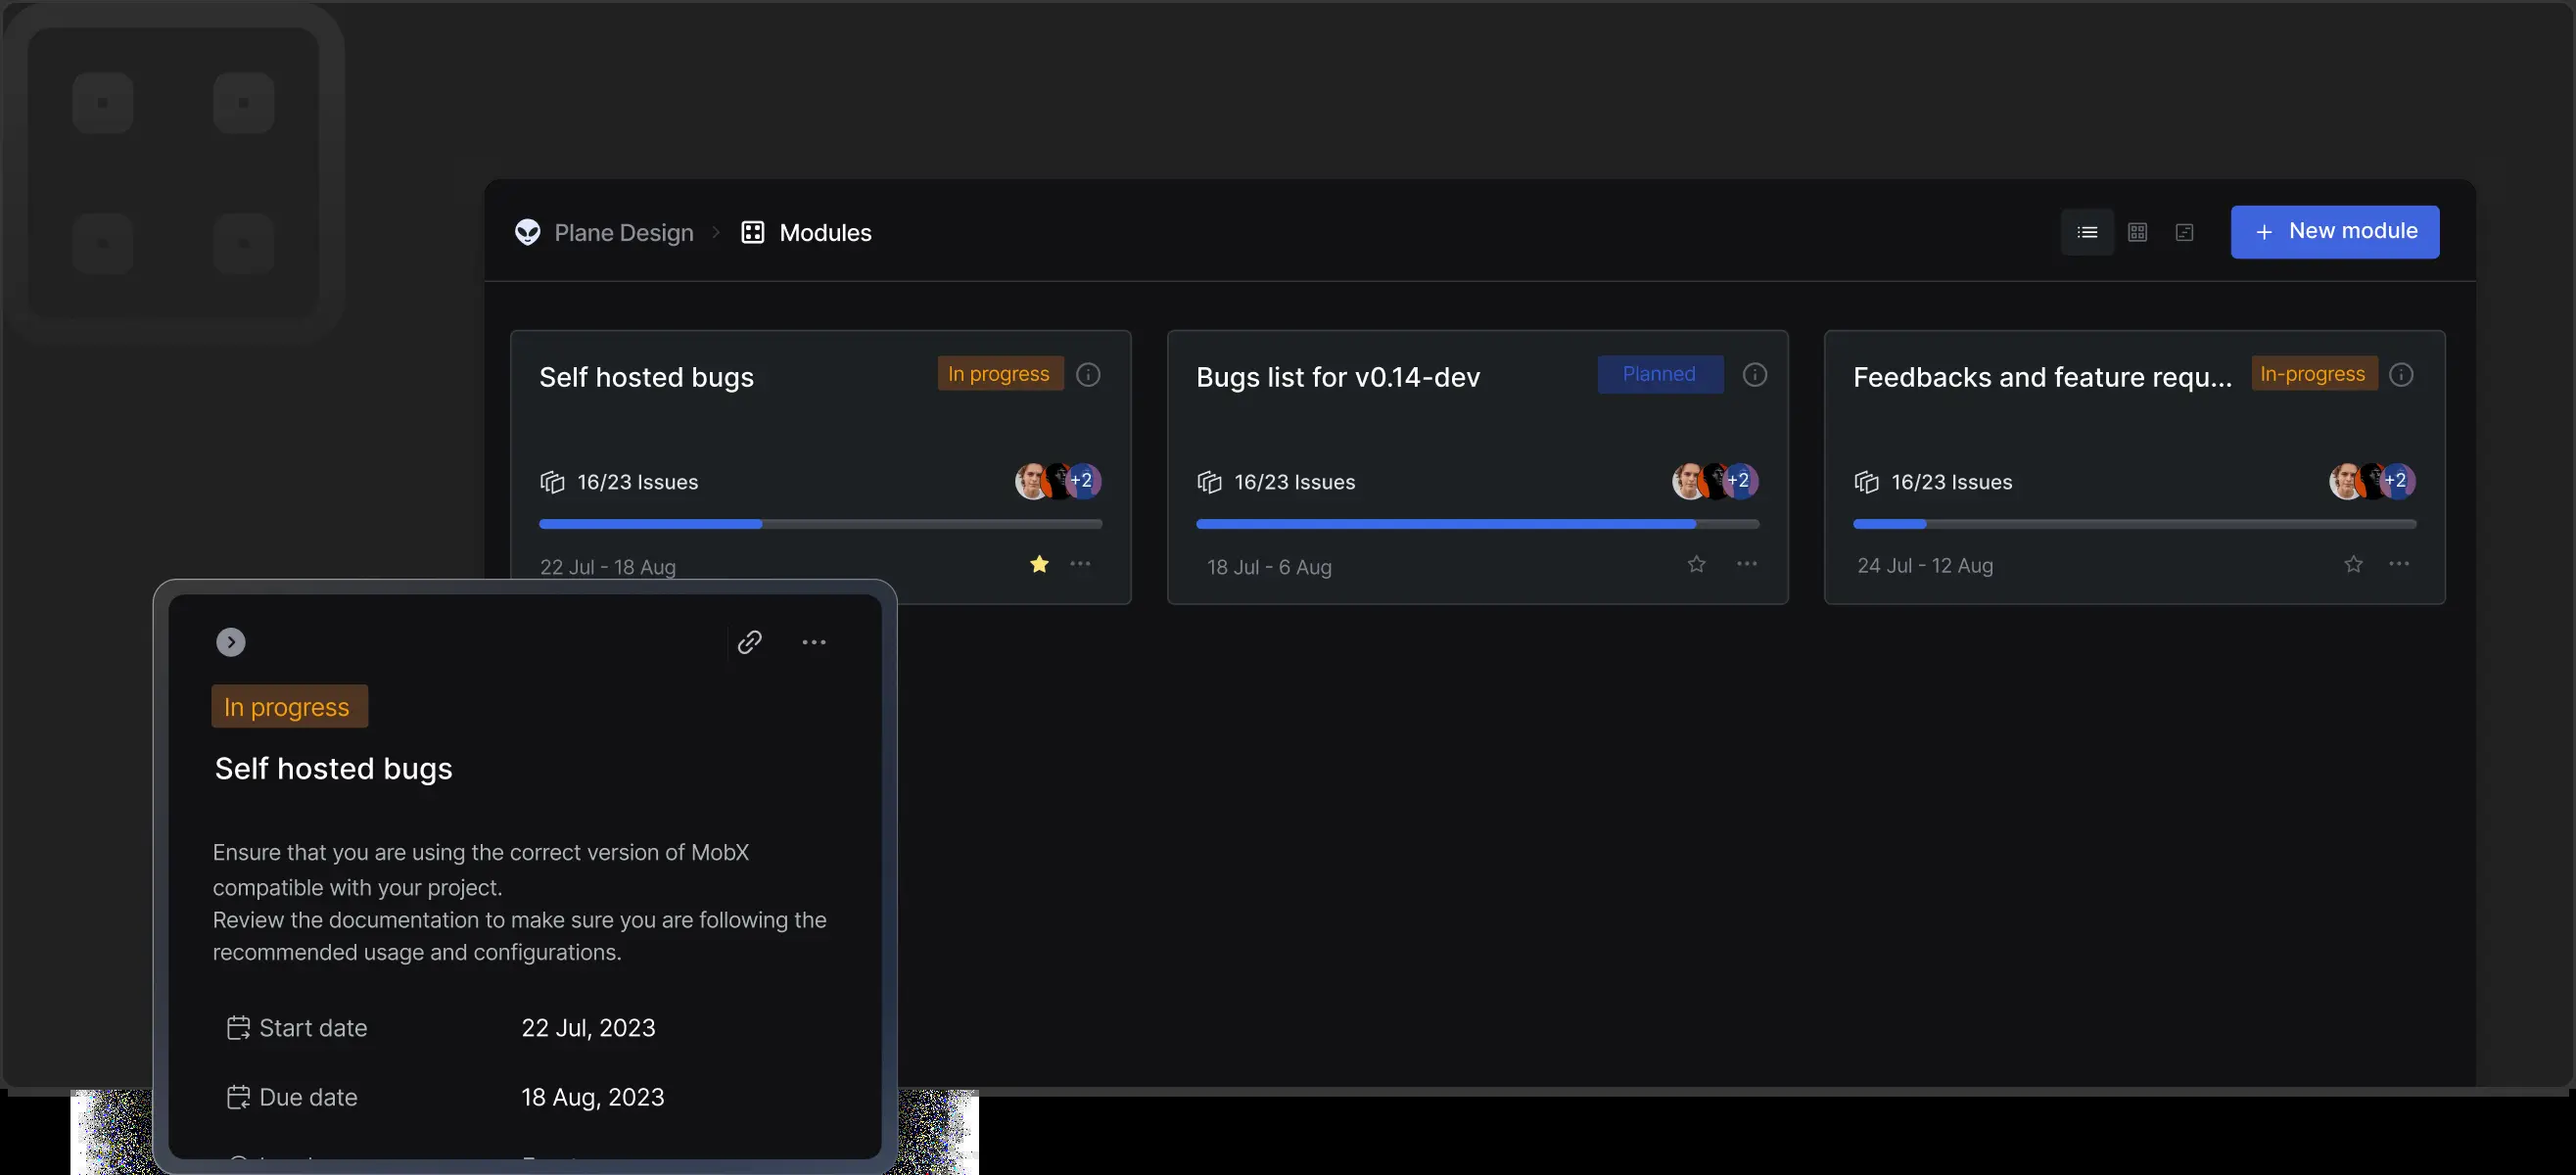 Plane Design
Modules
New module
Self hosted bugs
In progress
16/23 Issues
+2
22 Jul - 18 Aug
Bugs list for v0.14-dev
Planned
16/23 Issues
+2
18 Jul - 6 Aug
Feedbacks and feature requ...
In-progress
16/23 Issues
+2
24 Jul - 12 Aug
In progress
Self hosted bugs
Ensure that you are using the correct version of MobX
compatible with your project.
Review the documentation to make sure you are following the
recommended usage and configurations.
Start date 22 Jul, 2023
Due date 18 Aug, 2023